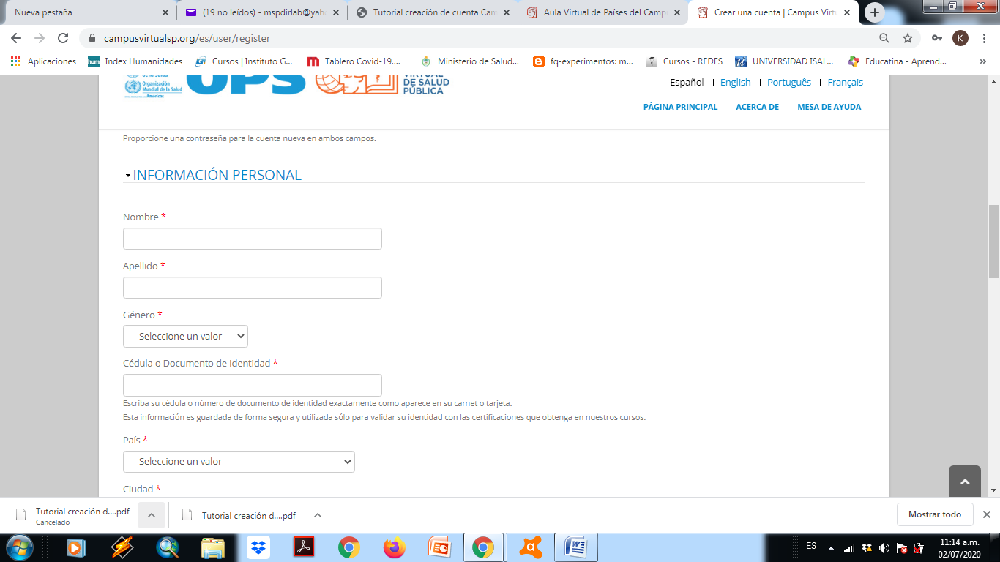 Nueva pestaña
(19 no leídos) - mspdirlab@yah
Tutorial creación de cuenta Cam
Aula Virtual de Países del Camp
Crear una cuenta | Campus Virtu
campusvirtualsp.org/es/user/register
K
Aplicaciones
hum
Index Humanidades
Cursos | Instituto G...
Tablero Covid-19....
Ministerio de Salud...
fq-experimentos: m...
Cursos - REDES
UNIVERSIDAD ISAL...
Educatina - Aprend...
»
de la Salud
Organización
Mundial de la Salud
Américas
OPS
VIRTUAL
DE SALUD
PÚBLICA
Español | English | Português | Français
PÁGINA PRINCIPAL ACERCA DE MESA DE AYUDA
Proporcione una contraseña para la cuenta nueva en ambos campos.
INFORMACIÓN PERSONAL
Nombre *
Apellido *
Género *
- Seleccione un valor -
Cédula o Documento de Identidad *
Escriba su cédula o número de documento de identidad exactamente como aparece en su carnet o tarjeta.
Esta información es guardada de forma segura y utilizada sólo para validar su identidad con las certificaciones que obtenga en nuestros cursos.
País *
- Seleccione un valor -
Ciudad *
Tutorial creación d....pdf
Cancelado
Tutorial creación d....pdf
Mostrar todo
ES
11:14 a.m.
02/07/2020